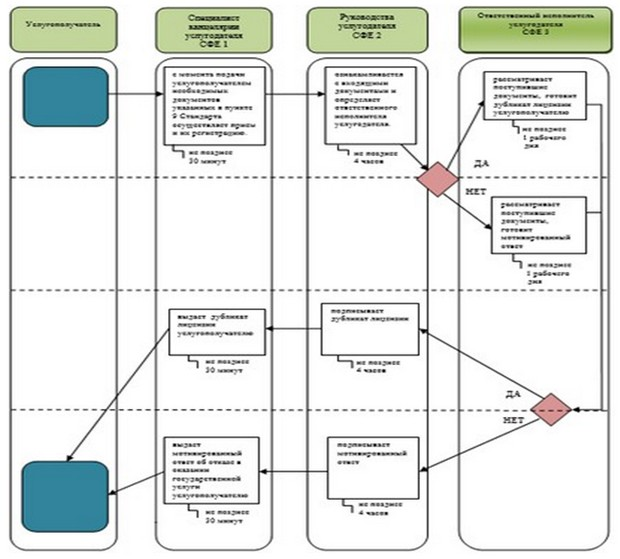 Услугополучатель
Специалист
канцелярии
услугодателя
СФЕ 1
Руководства
услугодателя
СФЕ 2
Ответственный исполнитель
услугодателя
СФЕ 3
с момента подачи
услугополучателем
необходимых
документов
указанных в пункте
9 Стандарта
осуществляет прием
и их регистрацию.
не позднее
30 минут
ознакамливается
с входящими
документами и
определяет
ответственного
исполнителя
услугодателя.
не позднее
4 часов
рассматривает
поступившие
документы, готовит
дубликат лицензии
услугополучателю
не позднее
1 рабочего
дня
ДА
НЕТ
рассматривает
поступившие
документы,
готовит
мотивированный
ответ
не позднее
1 рабочего
дня
выдает дубликат
лицензии
услугополучателю
не позднее
30 минут
подписывает
дубликат лицензии
не позднее
4 часов
ДА
НЕТ
выдает
мотивированный
ответ об отказе в
оказании
государственной
услуги
услугополучателю
не позднее
30 минут
подписывает
мотивированный
ответ
не позднее
4 часов